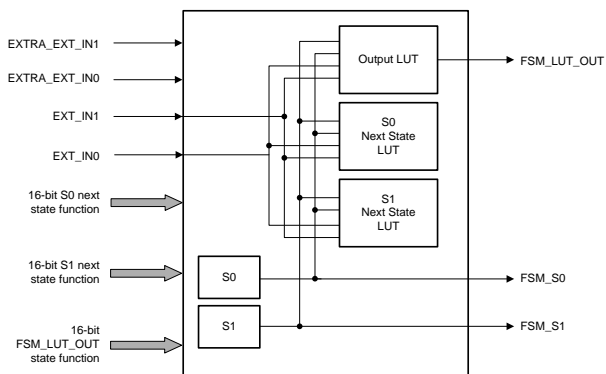 EXTRA_EXT_IN1
EXTRA_EXT_IN0
EXT_IN1
EXT_IN0
16-bit S0 next
state function
16-bit S1 next
state function
16-bit
FSM_LUT_OUT
state function
Output LUT
S0
Next State
LUT
S1
Next State
LUT
S0
S1
FSM_LUT_OUT
FSM_S0
FSM_S1